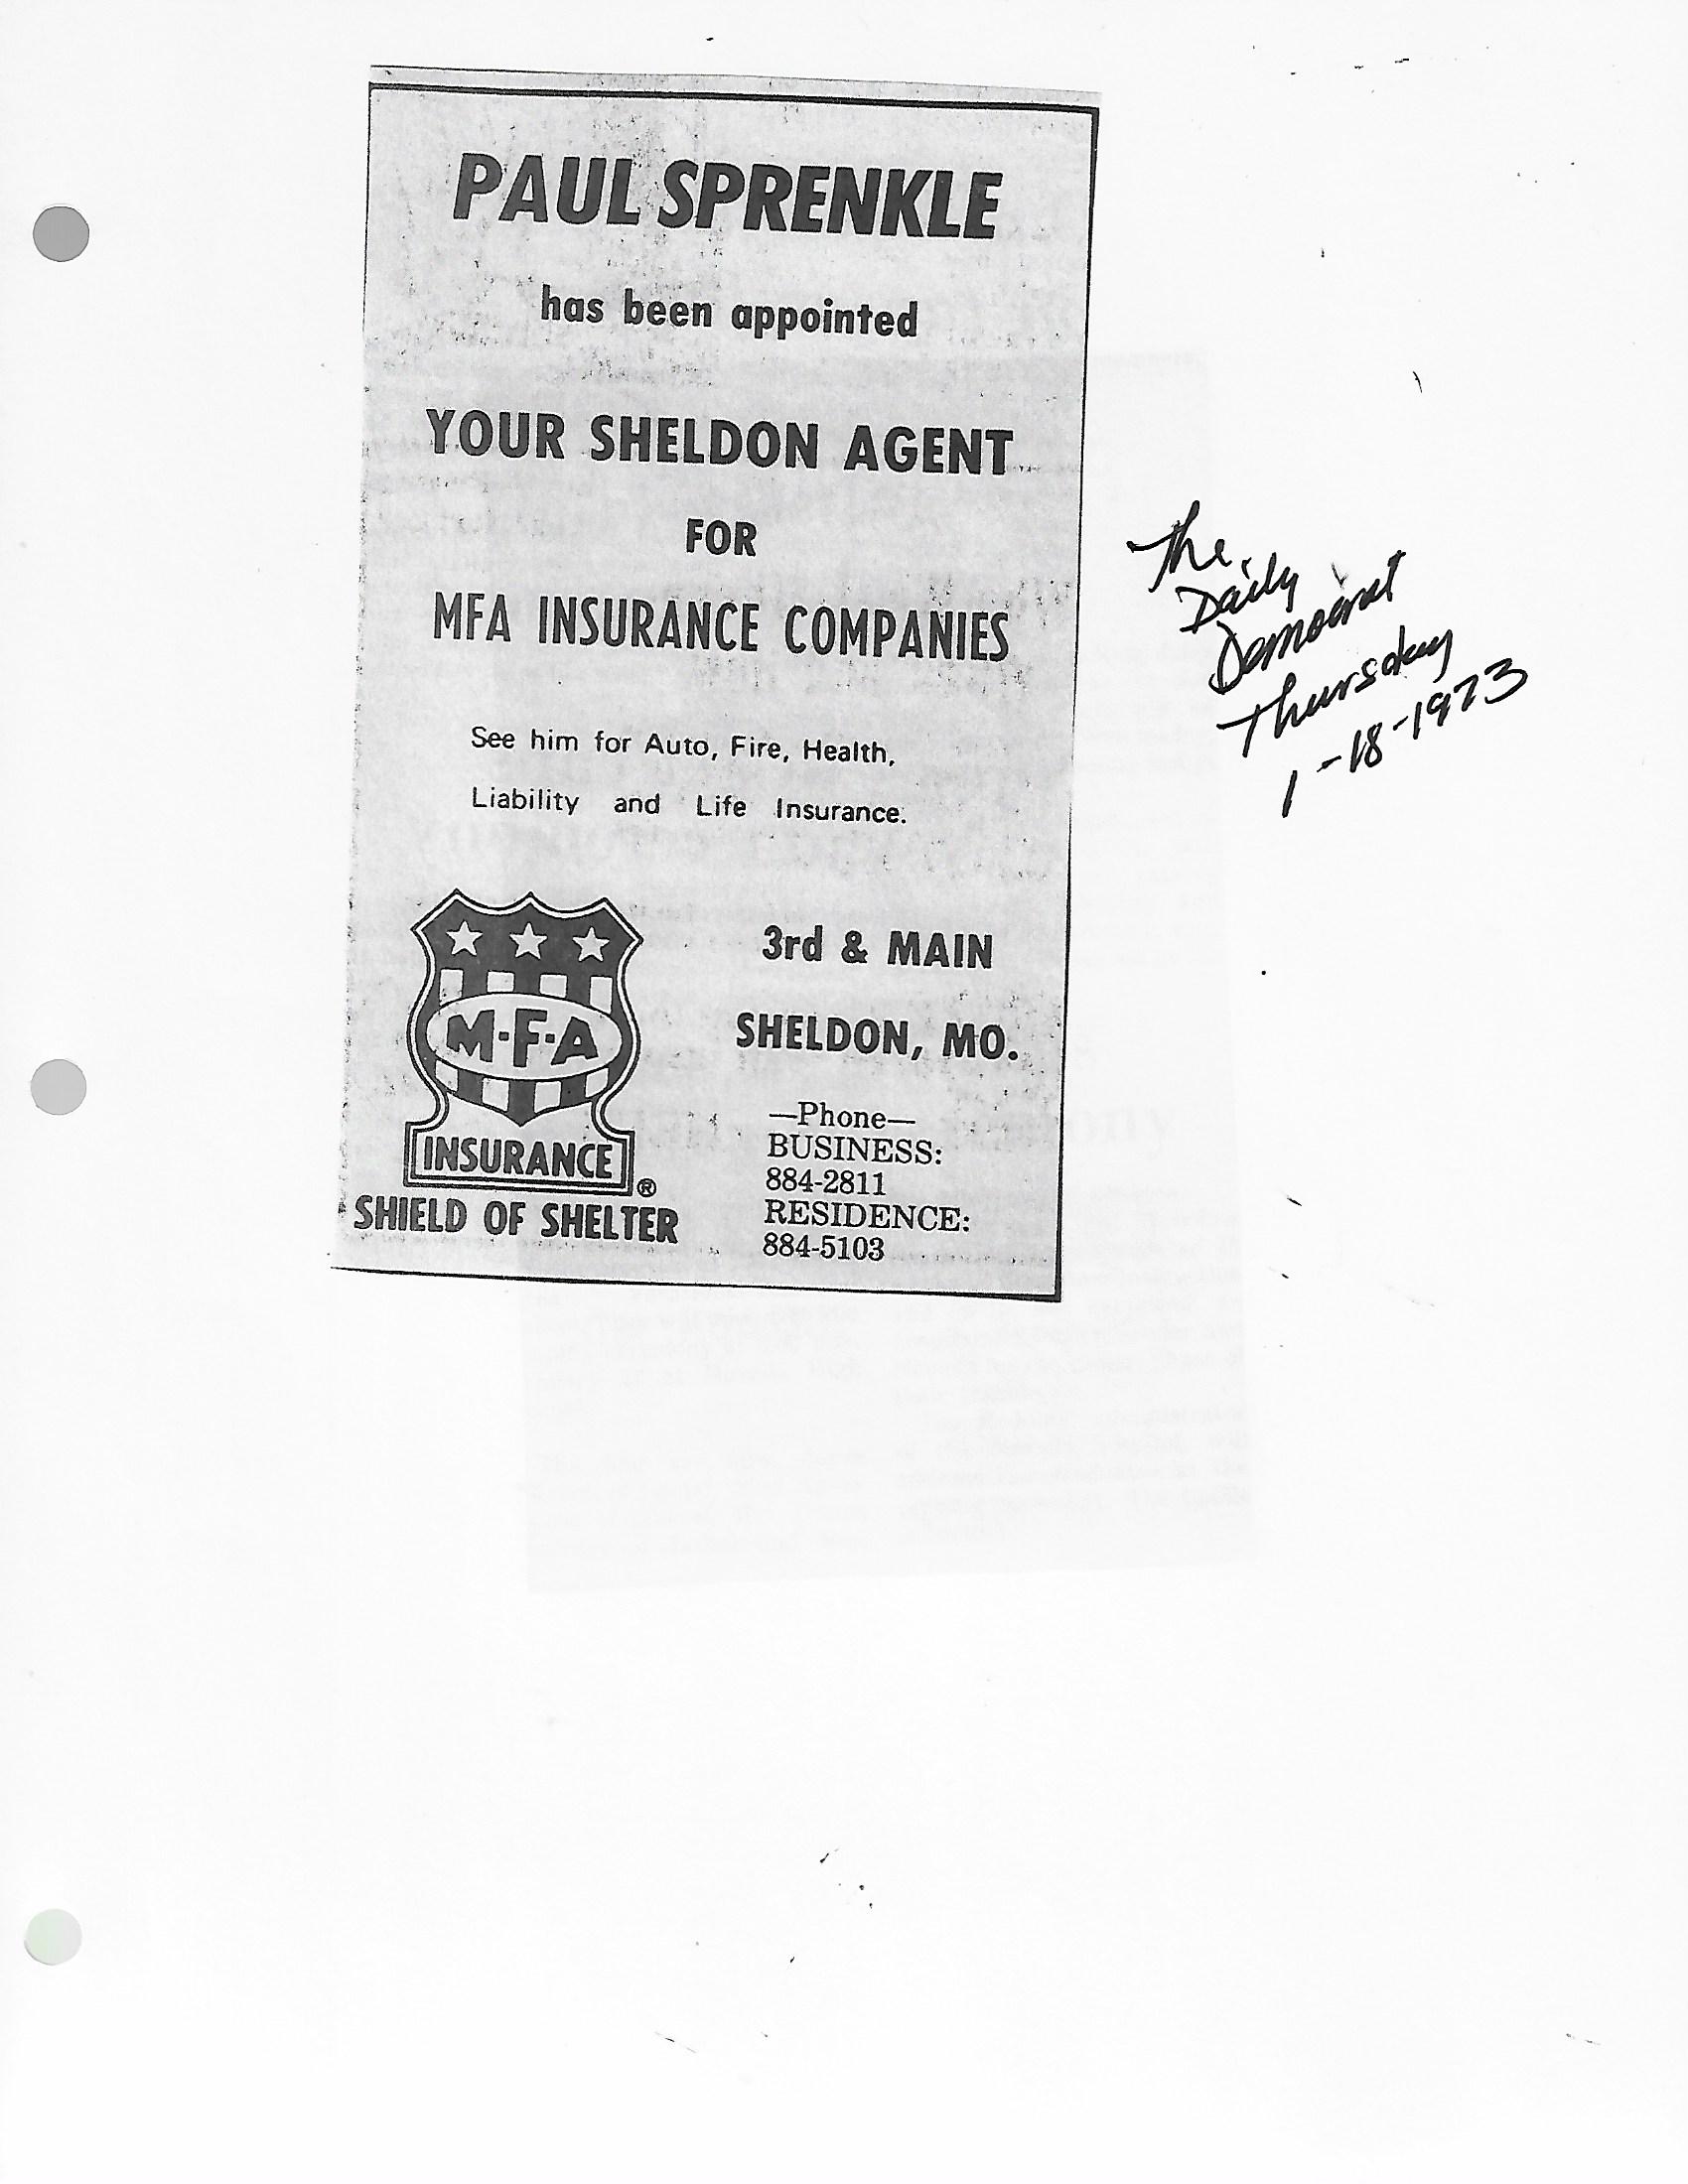 PAUL SPRENKLE
has been appointed
YOUR SHELDON AGENT
FOR
MFA INSURANCE COMPANIES
See him for Auto, Fire, Health,
Liability and Life Insurance.
M·F·A
INSURANCE
®
SHIELD OF SHELTER
3rd & MAIN
SHELDON, MO.
—Phone—
BUSINESS:
884-2811
RESIDENCE:
884-5103
The
Daily
Democrat
Thursday
1-18-1973